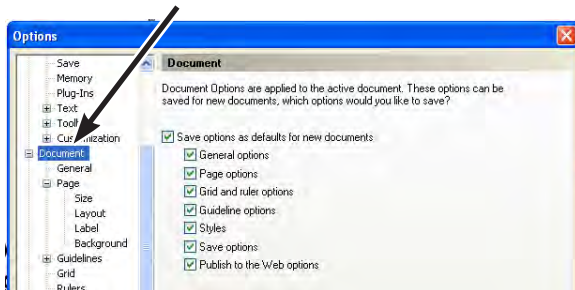 Options
Save
Memory
Plug-Ins
Text
Customization
Document
General
Page
Size
Layout
Label
Background
Guidelines
Grid
Rulers
Document
Document Options are applied to the active document. These options can be
saved for new documents, which options would you like to save?
Save options as defaults for new documents
General options
Page options
Grid and ruler options
Guideline options
Styles
Save options
Publish to the Web options